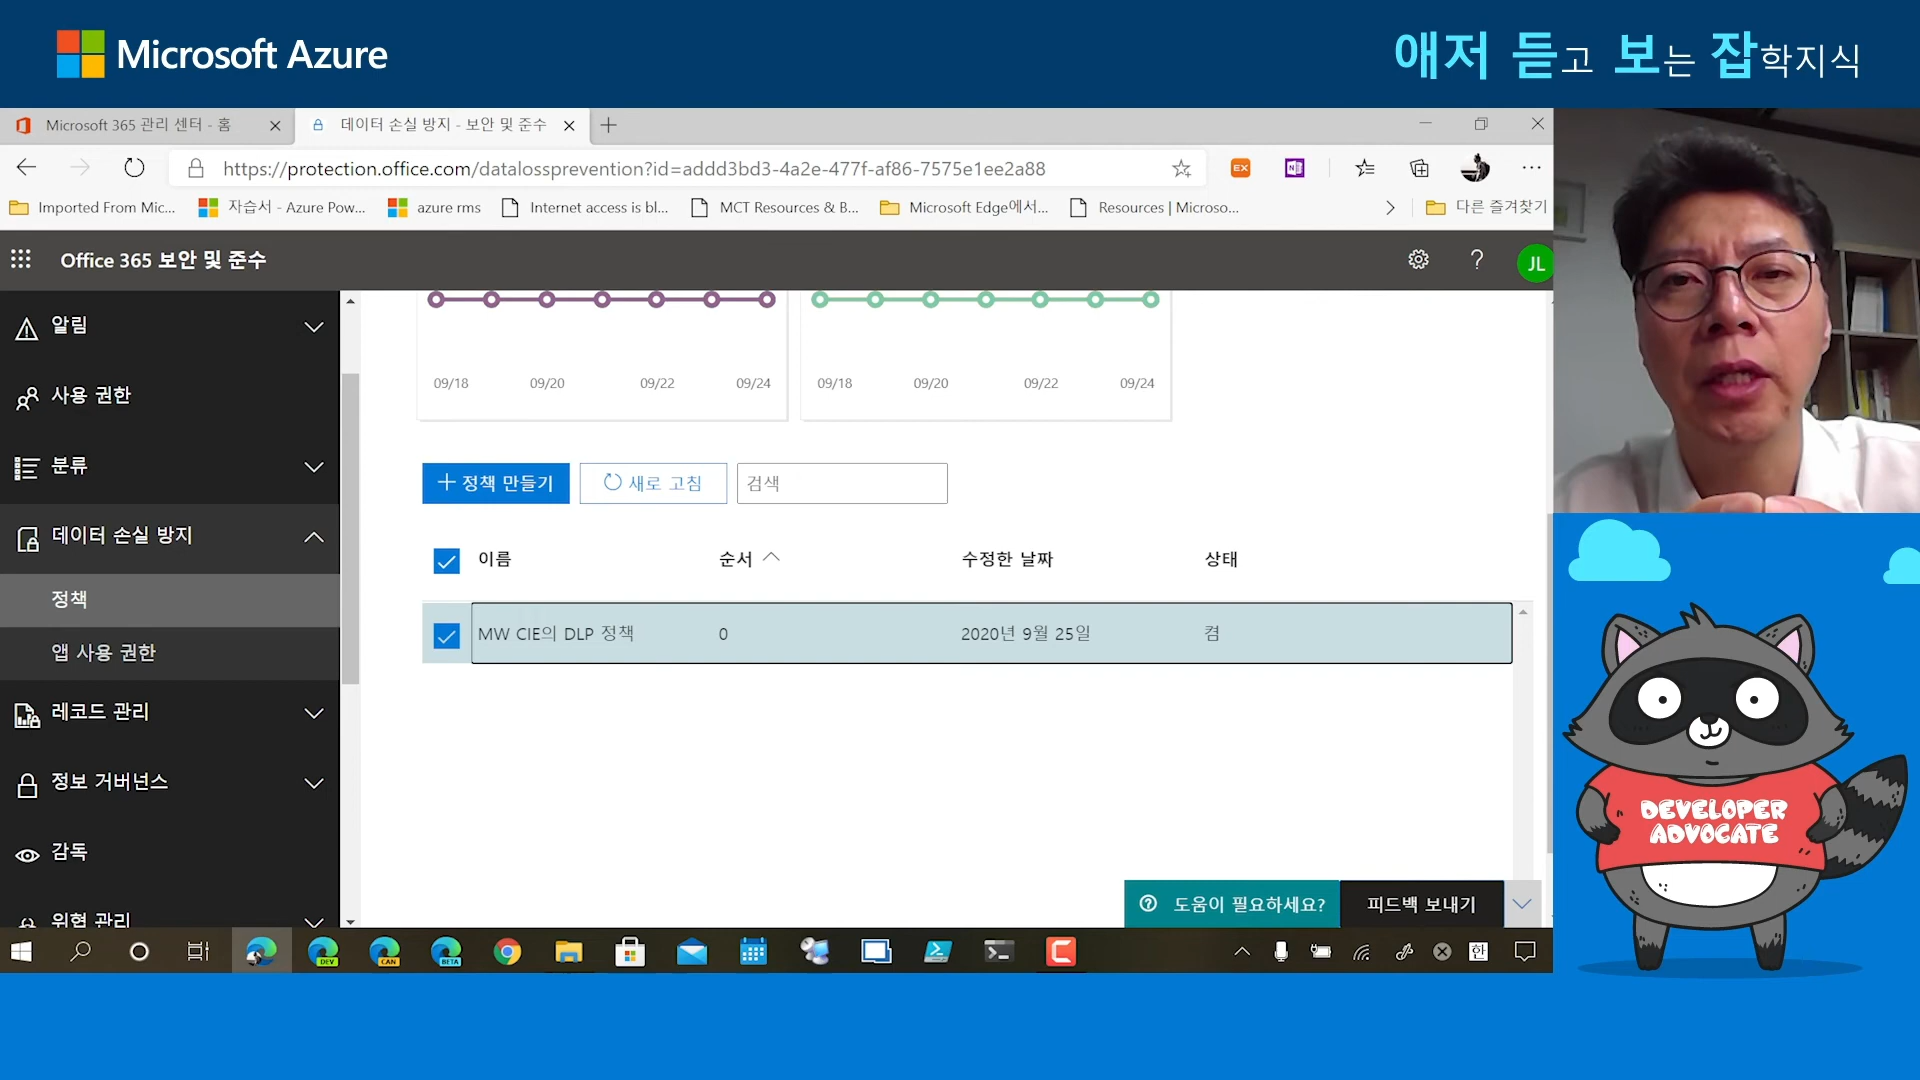 Microsoft Azure
애저 듣고 보는 잡학지식
Microsoft 365 관리 센터 - 홈
데이터 손실 방지 - 보안 및 준수
https://protection.office.com/datalossprevention?id=addd3bd3-4a2e-477f-af86-7575e1ee2a88
EX
N
Imported From Mic...
자습서 - Azure Pow...
azure rms
Internet access is bl...
MCT Resources & B...
Microsoft Edge에서...
Resources | Microso...
다른 즐겨찾기
Office 365 보안 및 준수
?
JL
알림
사용 권한
분류
데이터 손실 방지
정책
앱 사용 권한
레코드 관리
정보 거버넌스
감독
위협 관리
09/18 09/20 09/22 09/24
09/18 09/20 09/22 09/24
+ 정책 만들기
새로 고침
검색
이름 순서 수정한 날짜 상태
MW CIE의 DLP 정책 0 2020년 9월 25일 켬
도움이 필요하세요?
피드백 보내기
DEV
CAN
BETA
한
DEVELOPER
ADVOCATE